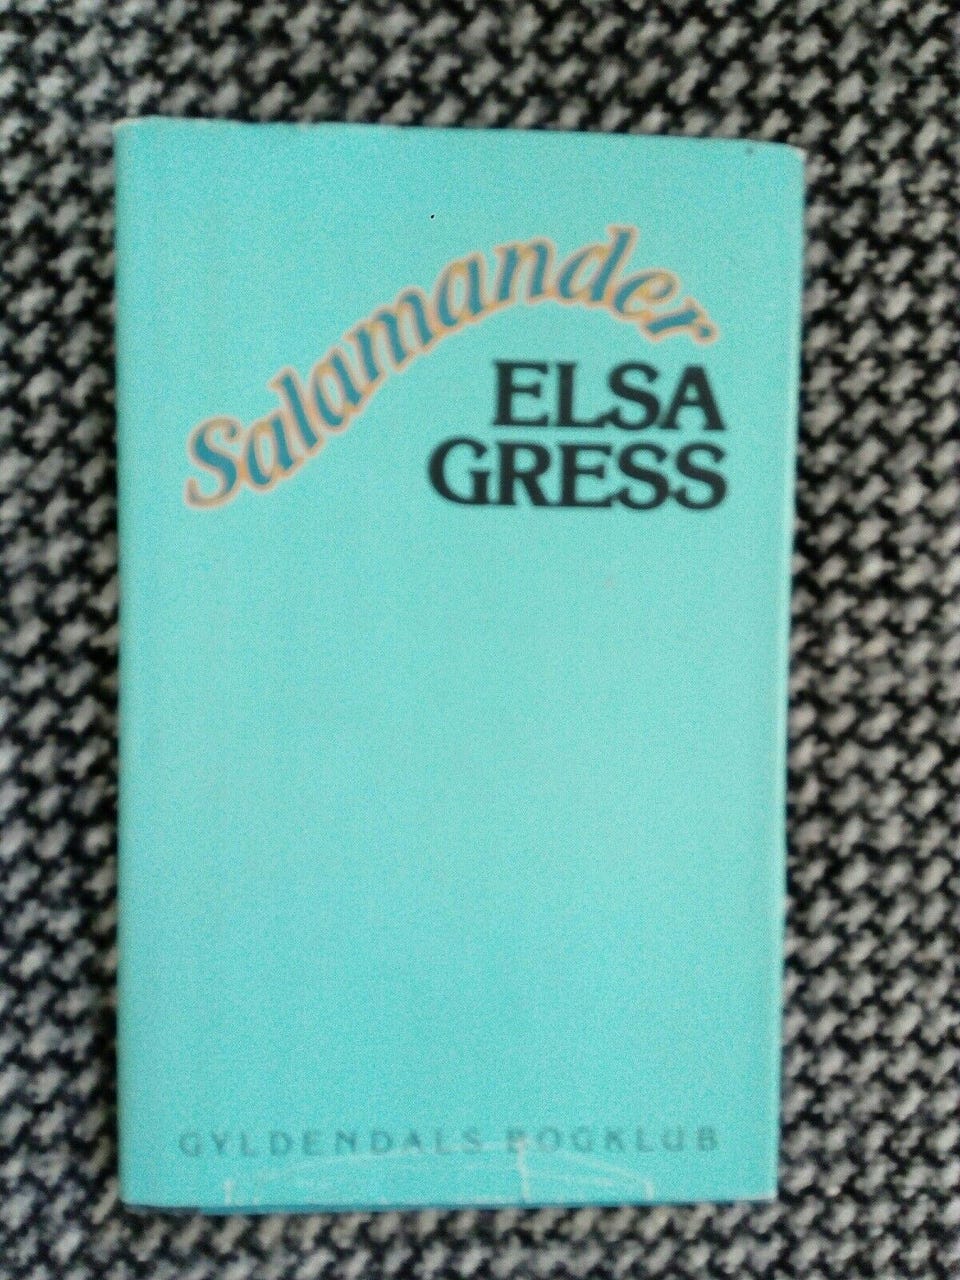 Salamander
ELSA
GRESS
GYLDENDALS BOGKLUB